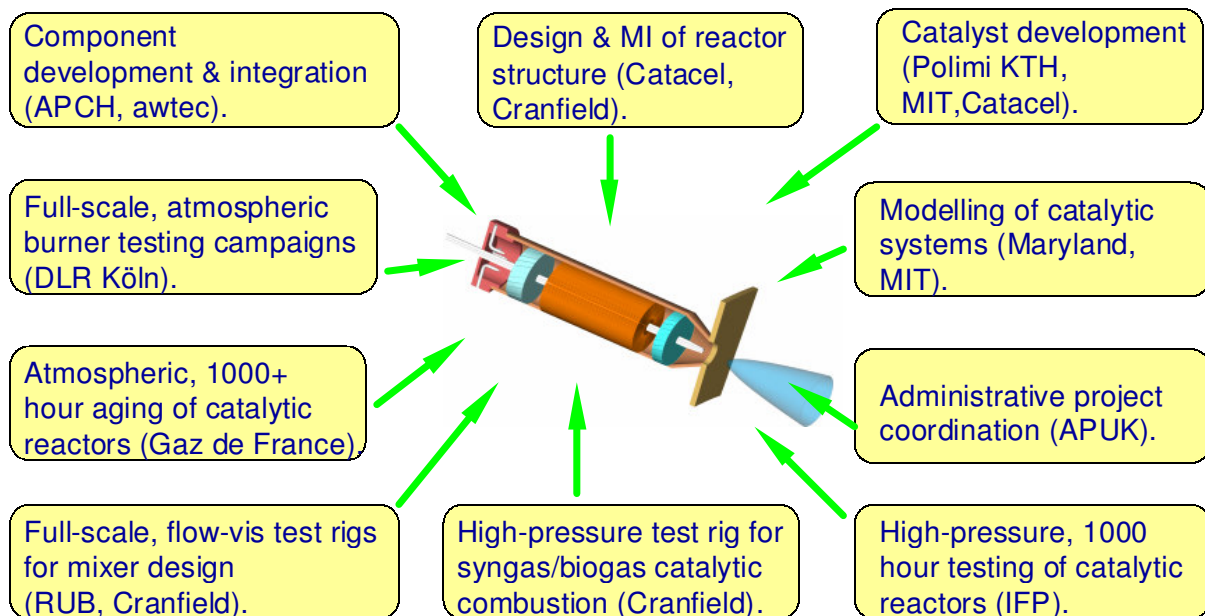 Component
development & integration
(APCH, awtec).
Design & MI of reactor
structure (Catacel,
Cranfield).
Catalyst development
(Polimi KTH,
MIT,Catacel).
Full-scale, atmospheric
burner testing campaigns
(DLR Köln).
Modelling of catalytic
systems (Maryland,
MIT).
Atmospheric, 1000+
hour aging of catalytic
reactors (Gaz de France).
Administrative project
coordination (APUK).
Full-scale, flow-vis test rigs
for mixer design
(RUB, Cranfield).
High-pressure test rig for
syngas/biogas catalytic
combustion (Cranfield).
High-pressure, 1000
hour testing of catalytic
reactors (IFP).